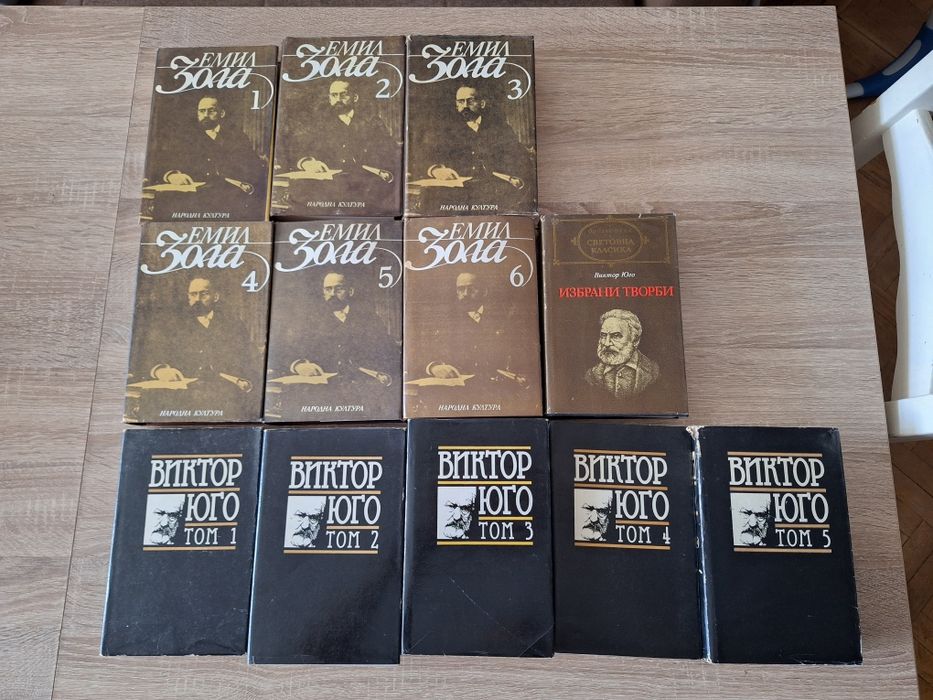 ЕМИЛ
Зола
1
НАРОДНА КУЛТУРА
ЕМИЛ
Зола
2
НАРОДНА КУЛТУРА
ЕМИЛ
Зола
3
НАРОДНА КУЛТУРА
ЕМИЛ
Зола
4
НАРОДНА КУЛТУРА
ЕМИЛ
Зола
5
НАРОДНА КУЛТУРА
ЕМИЛ
Зола
6
НАРОДНА КУЛТУРА
Библиотека
СВЕТОВНА
КЛАСИКА
Виктор Юго
ИЗБРАНИ ТВОРБИ
ВИКТОР
ЮГО
ТОМ 1
ВИКТОР
ЮГО
ТОМ 2
ВИКТОР
ЮГО
ТОМ 3
ВИКТОР
ЮГО
ТОМ 4
ВИКТОР
ЮГО
ТОМ 5